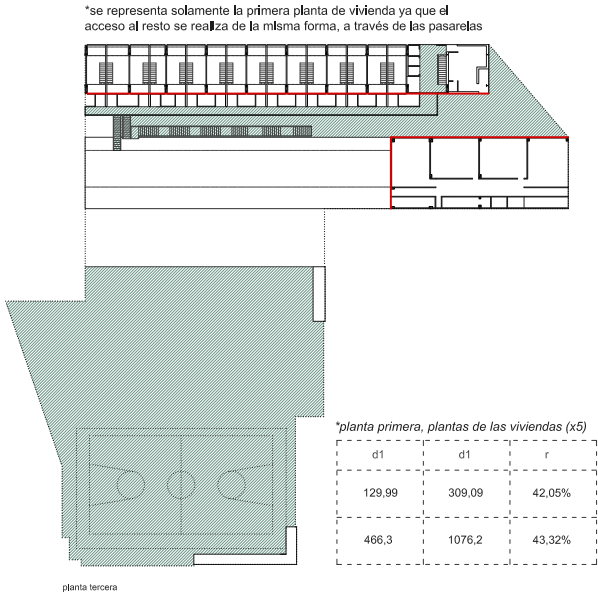 *se representa solamente la primera planta de vivienda ya que el
acceso al resto se realiza de la misma forma, a través de las pasarelas
*planta primera, plantas de las viviendas (x5)
d1 d1 r
129,99 309,09 42,05%
466,3 1076,2 43,32%
planta tercera